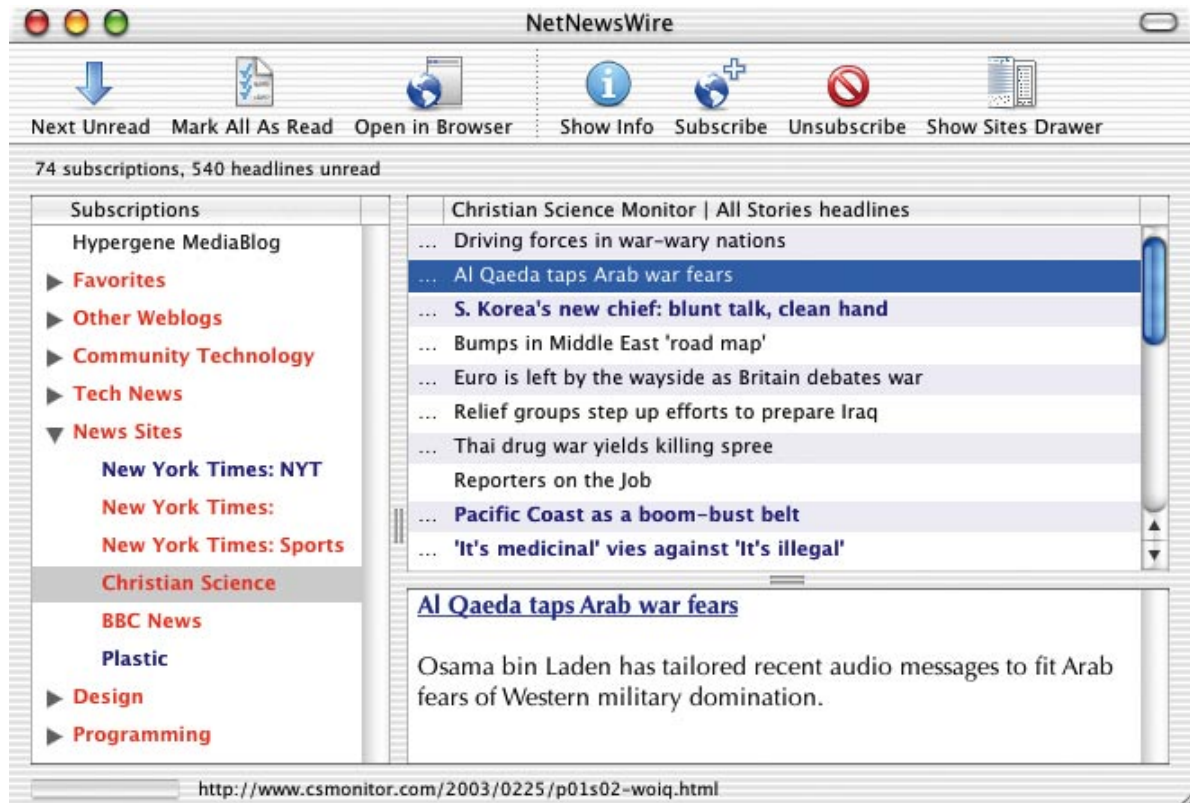 NetNewsWire
Next Unread Mark All As Read Open in Browser Show Info Subscribe Unsubscribe Show Sites Drawer
74 subscriptions, 540 headlines unread
Subscriptions
Hypergene MediaBlog
Favorites
Other Weblogs
Community Technology
Tech News
News Sites
New York Times: NYT
New York Times:
New York Times: Sports
Christian Science
BBC News
Plastic
Design
Programming
Christian Science Monitor | All Stories headlines
... Driving forces in war-wary nations
... Al Qaeda taps Arab war fears
... S. Korea's new chief: blunt talk, clean hand
... Bumps in Middle East 'road map'
... Euro is left by the wayside as Britain debates war
... Relief groups step up efforts to prepare Iraq
... Thai drug war yields killing spree
Reporters on the Job
... Pacific Coast as a boom-bust belt
... 'It's medicinal' vies against 'It's illegal'
Al Qaeda taps Arab war fears
Osama bin Laden has tailored recent audio messages to fit Arab
fears of Western military domination.
http://www.csmonitor.com/2003/0225/p01s02-woiq.html